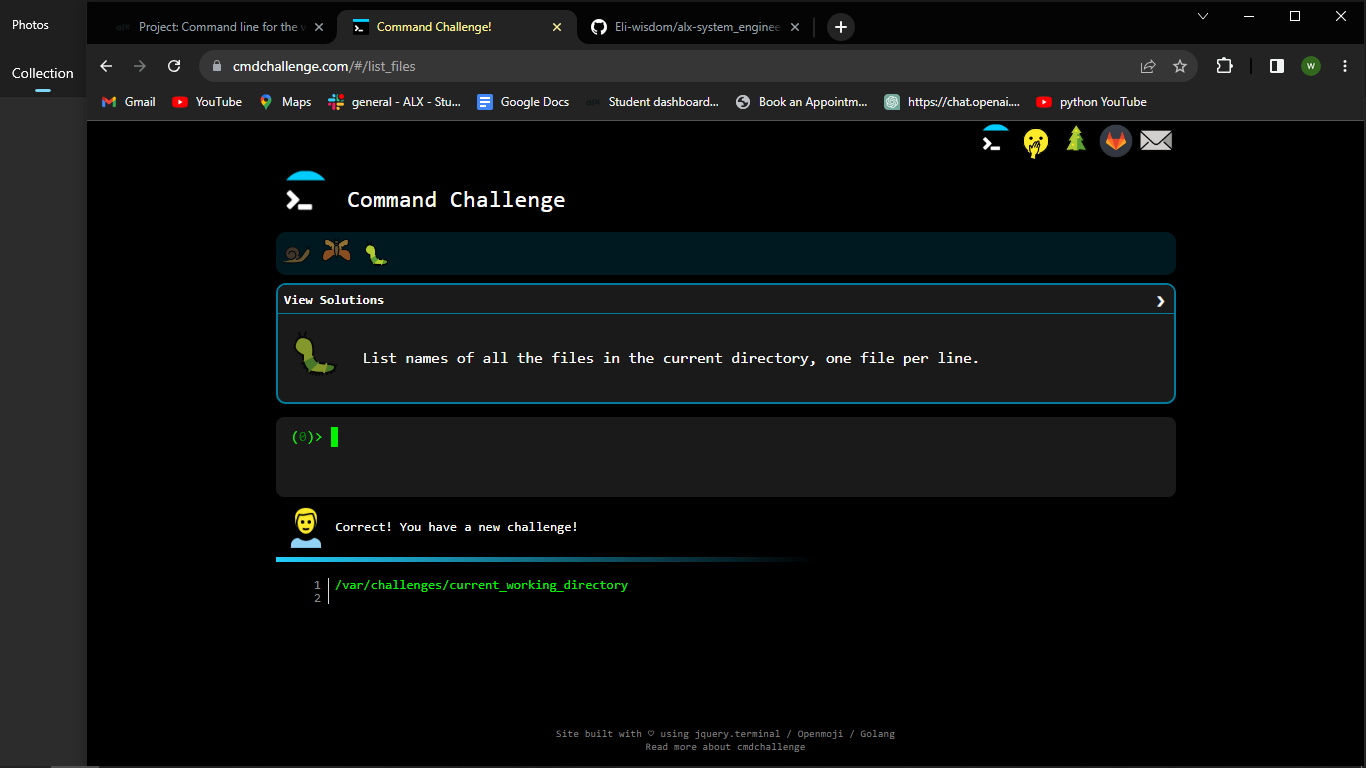 Photos
Collection
Project: Command line for the
Command Challenge!
Eli-wisdom/alx-system_enginee
cmdchallenge.com/#/list_files
W
Gmail
YouTube
Maps
general - ALX - Stu...
Google Docs
Student dashboard...
Book an Appointm...
https://chat.openai....
python YouTube
Command Challenge
View Solutions
List names of all the files in the current directory, one file per line.
(0)>
Correct! You have a new challenge!
1 /var/challenges/current_working_directory
2
Site built with ♡ using jquery.terminal / Openmoji / Golang
Read more about cmdchallenge